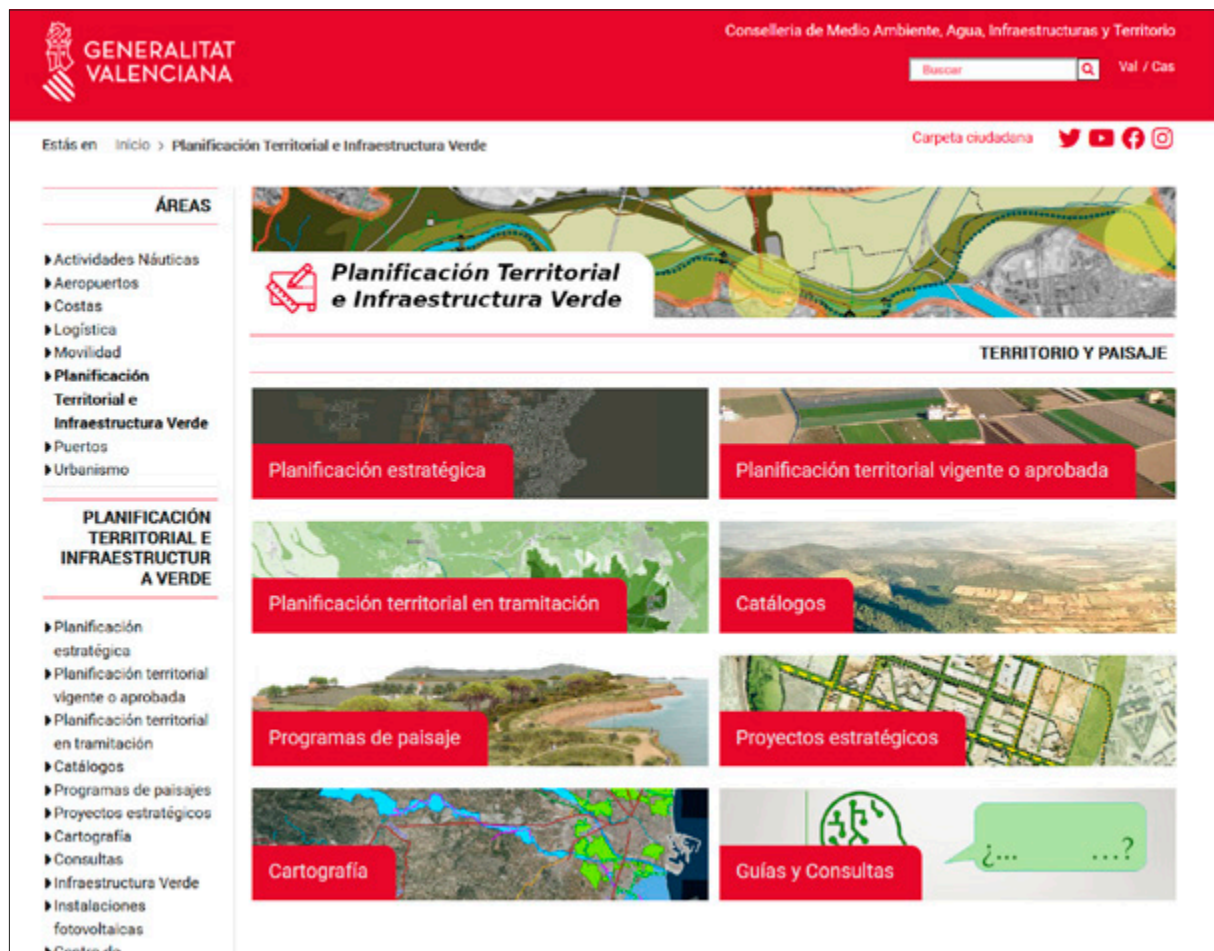 GENERALITAT
VALENCIANA
Conselleria de Medio Ambiente, Agua, Infraestructuras y Territorio
Buscar
Val / Cas
Estás en Inicio > Planificación Territorial e Infraestructura Verde
Carpeta ciudadana
ÁREAS
Actividades Náuticas
Aeropuertos
Costas
Logística
Movilidad
Planificación
Territorial e
Infraestructura Verde
Puertos
Urbanismo
PLANIFICACIÓN
TERRITORIAL E
INFRAESTRUCTUR
A VERDE
Planificación
estratégica
Planificación territorial
vigente o aprobada
Planificación territorial
en tramitación
Catálogos
Programas de paisajes
Proyectos estratégicos
Cartografía
Consultas
Infraestructura Verde
Instalaciones
fotovoltaicas
Centro de
Planificación Territorial
e Infraestructura Verde
TERRITORIO Y PAISAJE
Planificación estratégica
Planificación territorial vigente o aprobada
Planificación territorial en tramitación
Catálogos
Programas de paisaje
Proyectos estratégicos
Cartografía
Guías y Consultas
¿... ...?